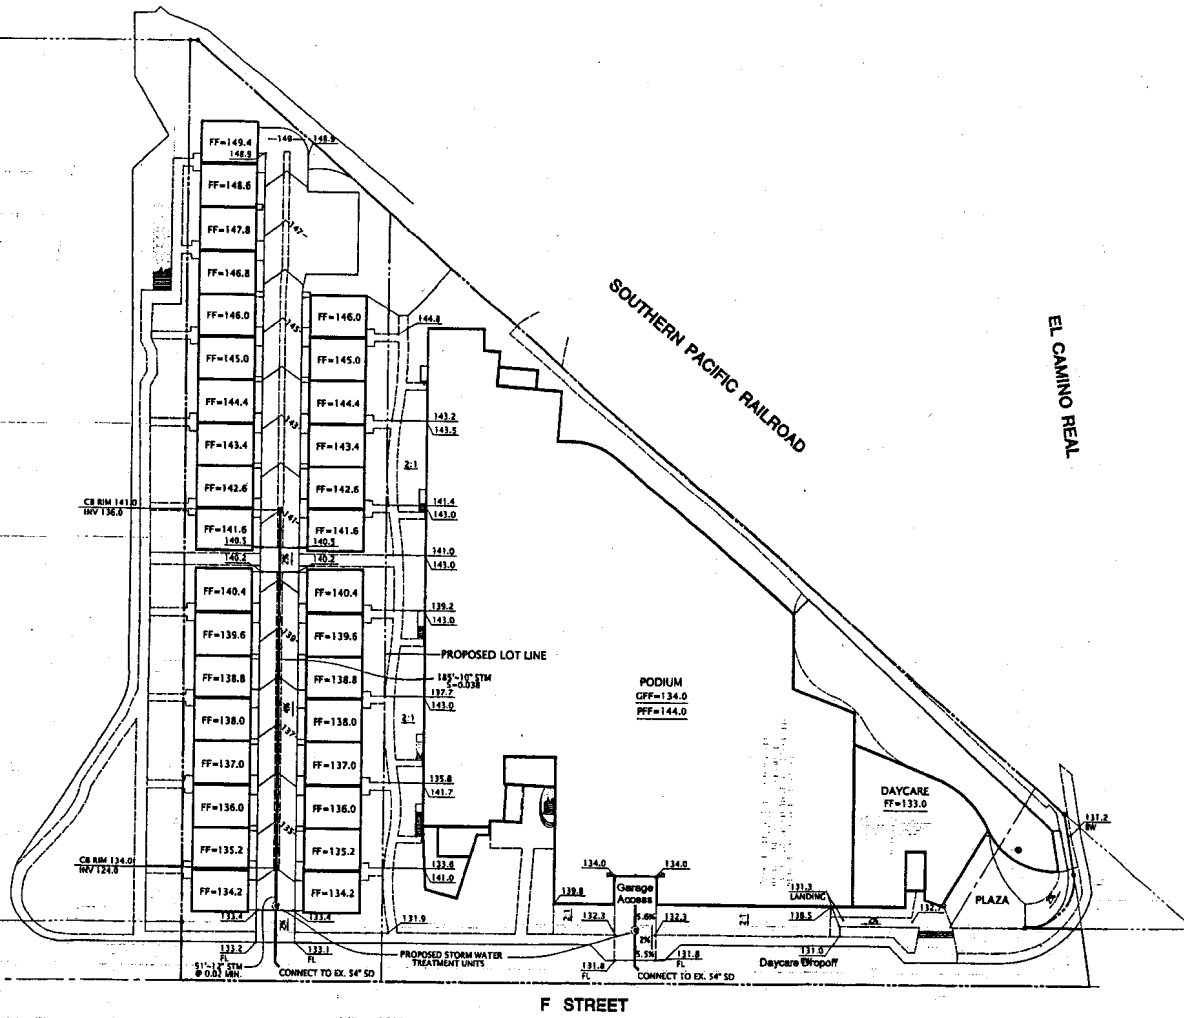 149
148.9
FF=149.4
148.9
FF=148.6
FF=147.8
147
FF=146.8
FF=146.0
FF=146.0
144.8
145
FF=145.0
FF=145.0
FF=144.4
FF=144.4
143.2
143
143.5
FF=143.4
FF=143.4
2:1
FF=142.6
FF=142.6
CB RIM 141.0
INV 136.0
141.4
143.0
141
FF=141.6
FF=141.6
140.5
140.5
140.2
2%
140.2
141.0
143.0
FF=140.4
FF=140.4
139.2
143.0
FF=139.6
139
FF=139.6
PROPOSED LOT LINE
FF=138.8
FF=138.8
185'-10" STM
S=0.038
137.7
143.0
FF=138.0
FF=138.0
2:1
137
FF=137.0
FF=137.0
135.8
141.7
FF=136.0
FF=136.0
135
FF=135.2
FF=135.2
CB RIM 134.0
INV 124.0
133.6
141.0
FF=134.2
FF=134.2
133.4
2%
133.4
131.9
133.2
FL
133.1
FL
51'-12" STM
@ 0.02 MIN.
CONNECT TO EX. 54" SD
PROPOSED STORM WATER
TREATMENT UNITS
SOUTHERN PACIFIC RAILROAD
EL CAMINO REAL
PODIUM
GFF=134.0
PFF=144.0
DAYCARE
FF=133.0
131.2
BW
134.0
134.0
Garage
Access
139.8
2:1
132.3
5.6%
132.3
2%
5.5%
131.8
FL
131.8
FL
CONNECT TO EX. 54" SD
2:1
131.3
LANDING
138.5
2%
132.2
PLAZA
131.0
Daycare Dropoff
F STREET